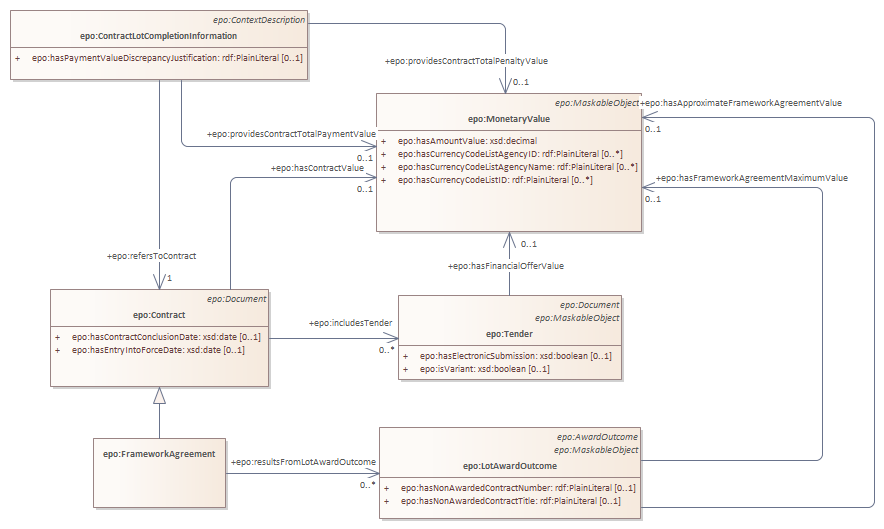 epo:ContextDescription
epo:ContractLotCompletionInformation
+ epo:hasPaymentValueDiscrepancyJustification: rdf:PlainLiteral [0..1]
+epo:providesContractTotalPenaltyValue
0..1
epo:MaskableObject
epo:MonetaryValue
+ epo:hasAmountValue: xsd:decimal
+ epo:hasCurrencyCodeListAgencyID: rdf:PlainLiteral [0..*]
+ epo:hasCurrencyCodeListAgencyName: rdf:PlainLiteral [0..*]
+ epo:hasCurrencyCodeListID: rdf:PlainLiteral [0..*]
+epo:hasApproximateFrameworkAgreementValue
0..1
+epo:providesContractTotalPaymentValue
0..1
+epo:hasContractValue
0..1
+epo:hasFrameworkAgreementMaximumValue
0..1
+epo:refersToContract
1
0..1
+epo:hasFinancialOfferValue
epo:Document
epo:Contract
+ epo:hasContractConclusionDate: xsd:date [0..1]
+ epo:hasEntryIntoForceDate: xsd:date [0..1]
+epo:includesTender
0..*
epo:Document
epo:MaskableObject
epo:Tender
+ epo:hasElectronicSubmission: xsd:boolean [0..1]
+ epo:isVariant: xsd:boolean [0..1]
epo:FrameworkAgreement
+epo:resultsFromLotAwardOutcome
0..*
epo:AwardOutcome
epo:MaskableObject
epo:LotAwardOutcome
+ epo:hasNonAwardedContractNumber: rdf:PlainLiteral [0..1]
+ epo:hasNonAwardedContractTitle: rdf:PlainLiteral [0..1]